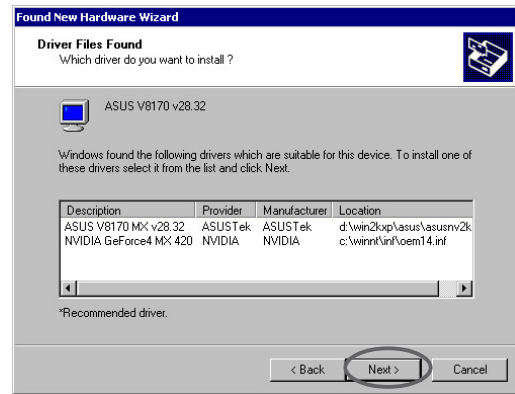 Found New Hardware Wizard
Driver Files Found
Which driver do you want to install ?
ASUS V8170 v28.32
Windows found the following drivers which are suitable for this device. To install one of
these drivers select it from the list and click Next.
Description Provider Manufacturer Location
ASUS V8170 MX v28.32 ASUSTek ASUSTek d:\win2kxp\asus\asusnv2k
NVIDIA GeForce4 MX 420 NVIDIA NVIDIA c:\winnt\inf\oem14.inf
*Recommended driver.
< Back Next > Cancel